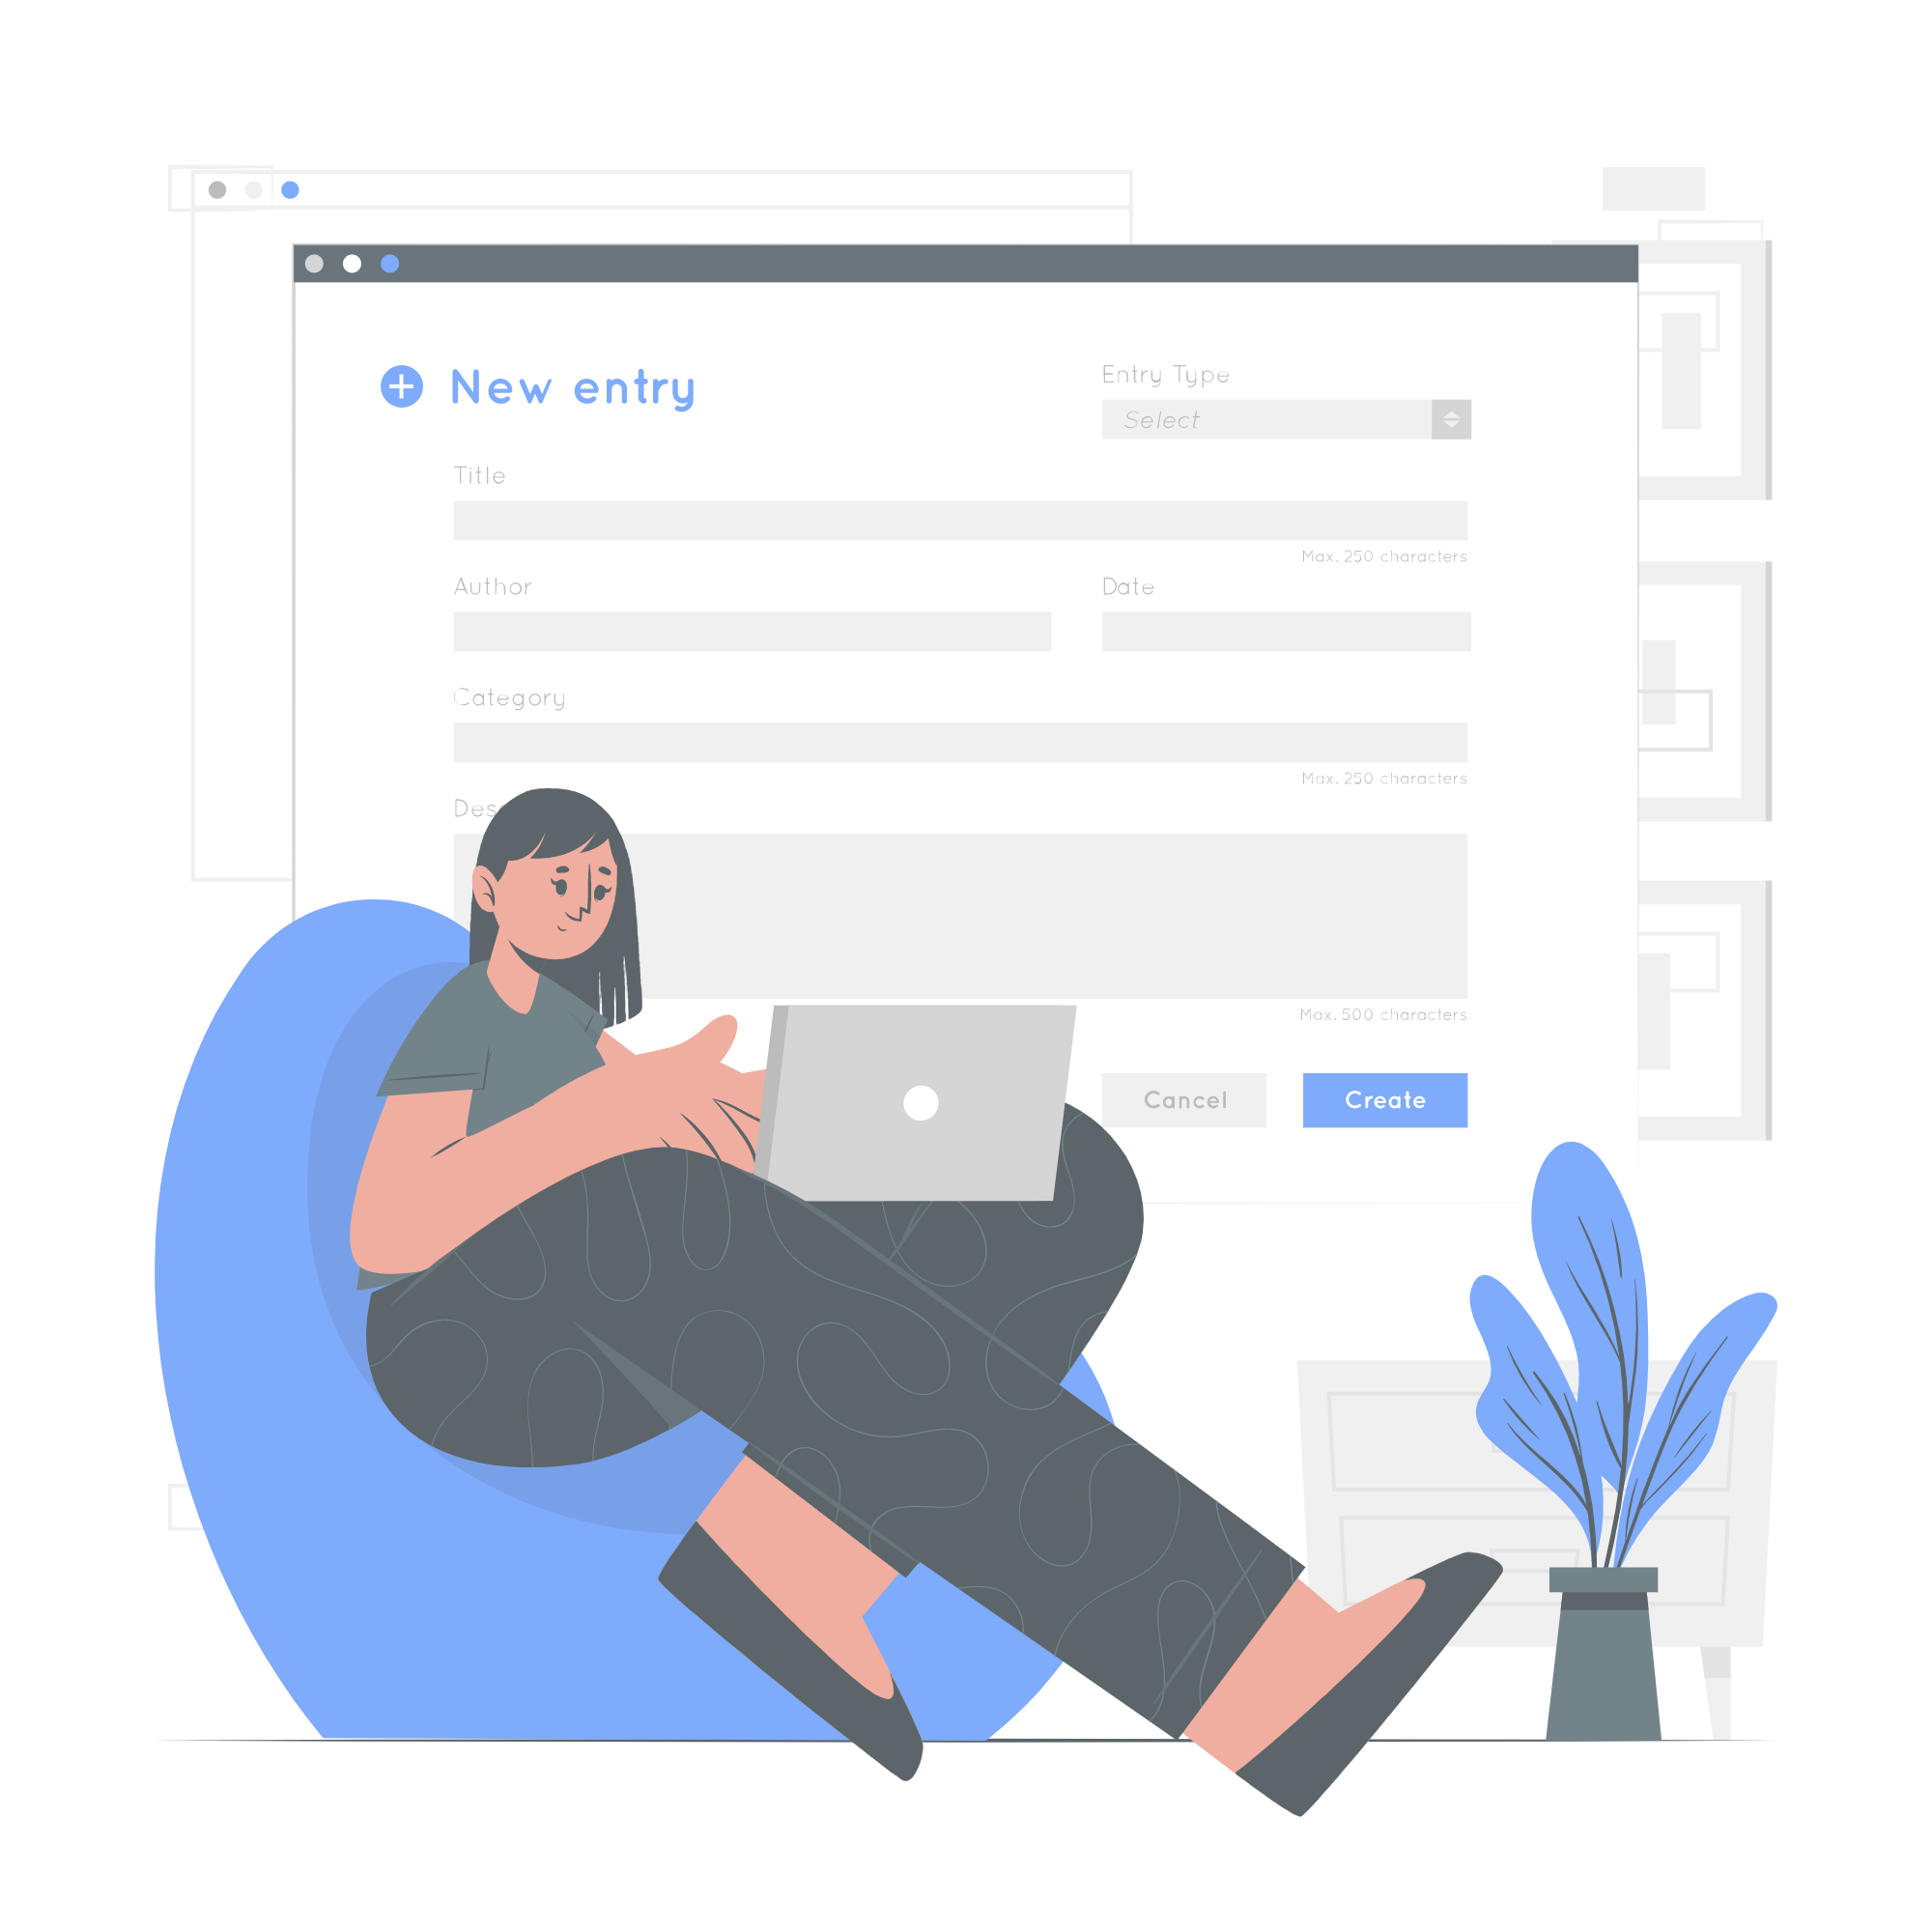 New entry
Entry Type
Select
Title
Max. 250 characters
Author
Date
Category
Max. 250 characters
Des
Max. 500 characters
Cancel
Create